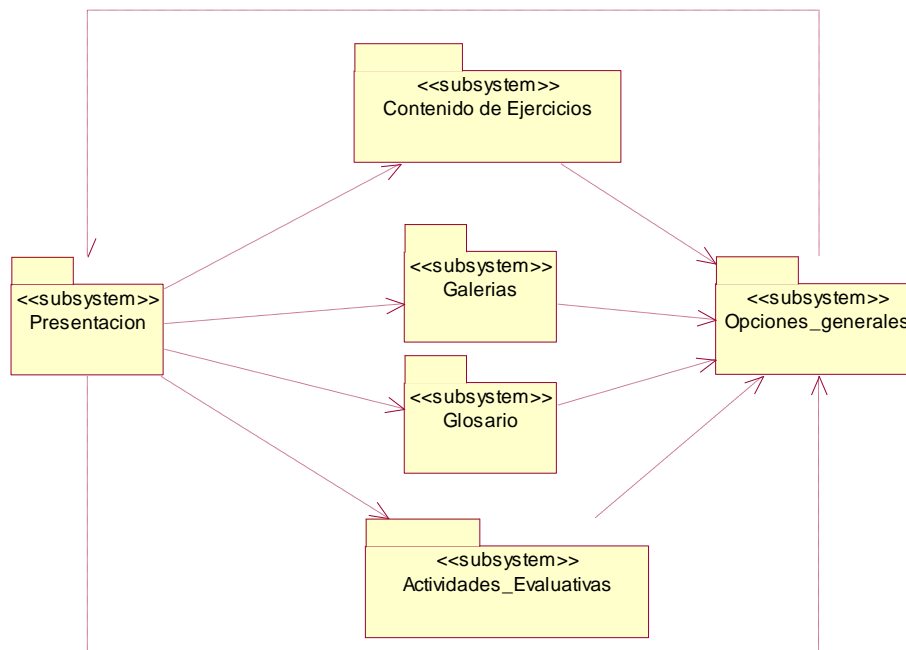 <<subsystem>>
Contenido de Ejercicios
<<subsystem>>
Galerias
<<subsystem>>
Presentacion
<<subsystem>>
Opciones_generales
<<subsystem>>
Glosario
<<subsystem>>
Actividades_Evaluativas